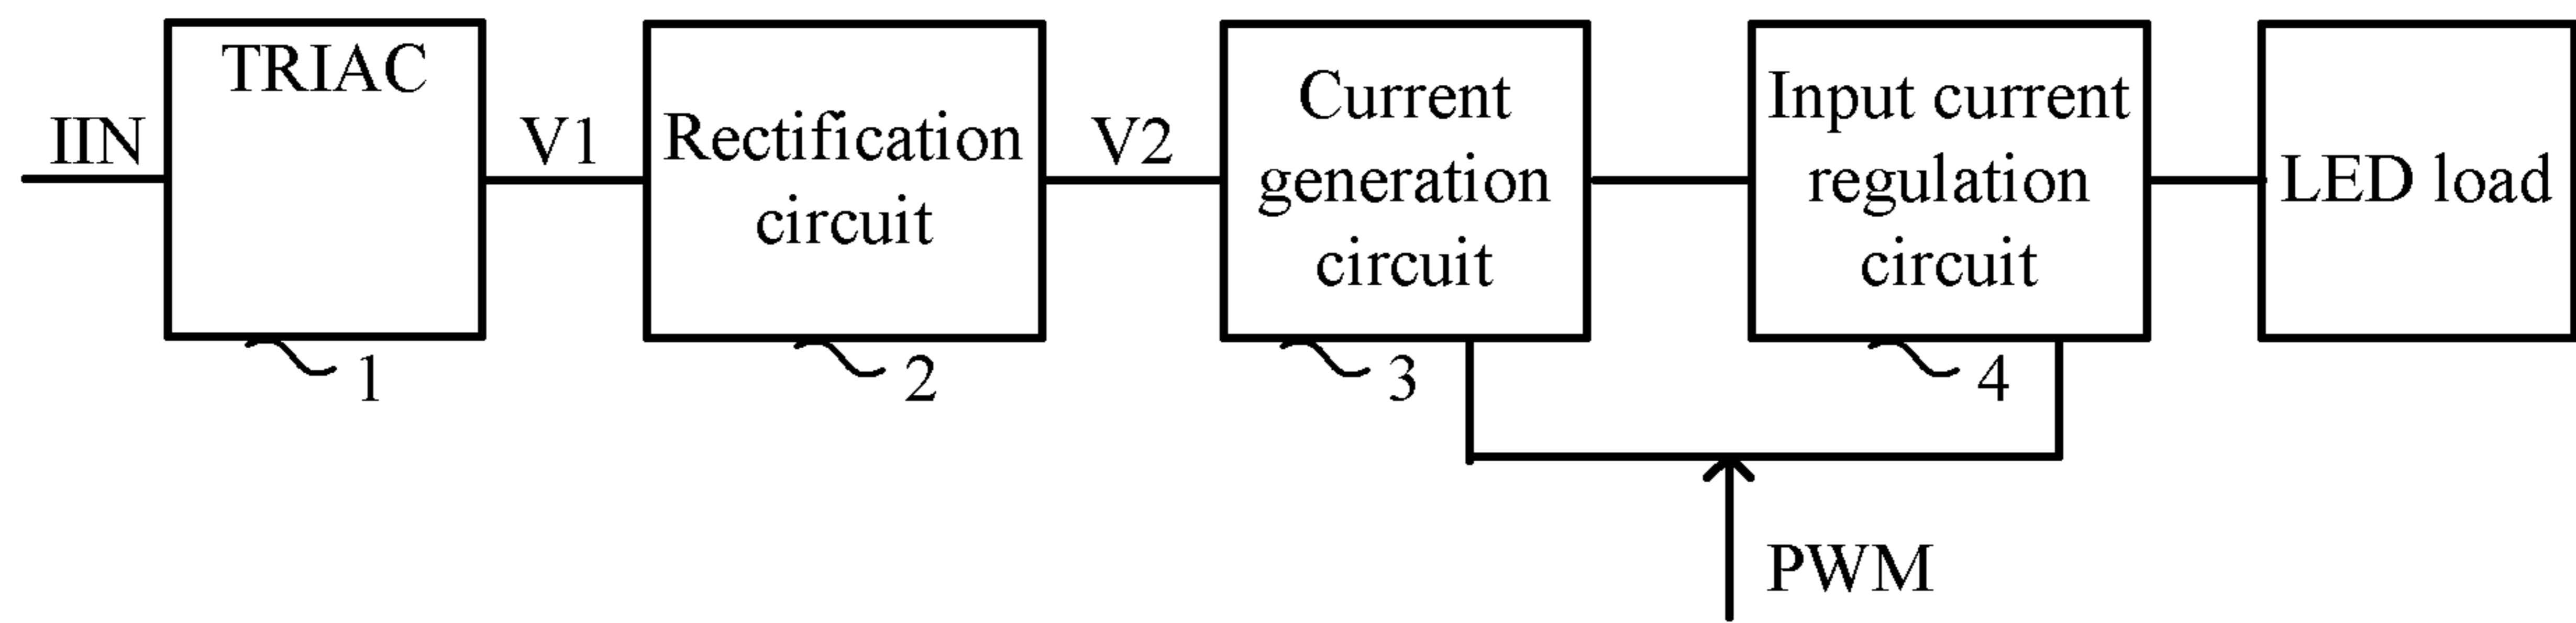 IIN
TRIAC
1
V1
Rectification
circuit
2
V2
Current
generation
circuit
3
Input current
regulation
circuit
4
LED load
PWM